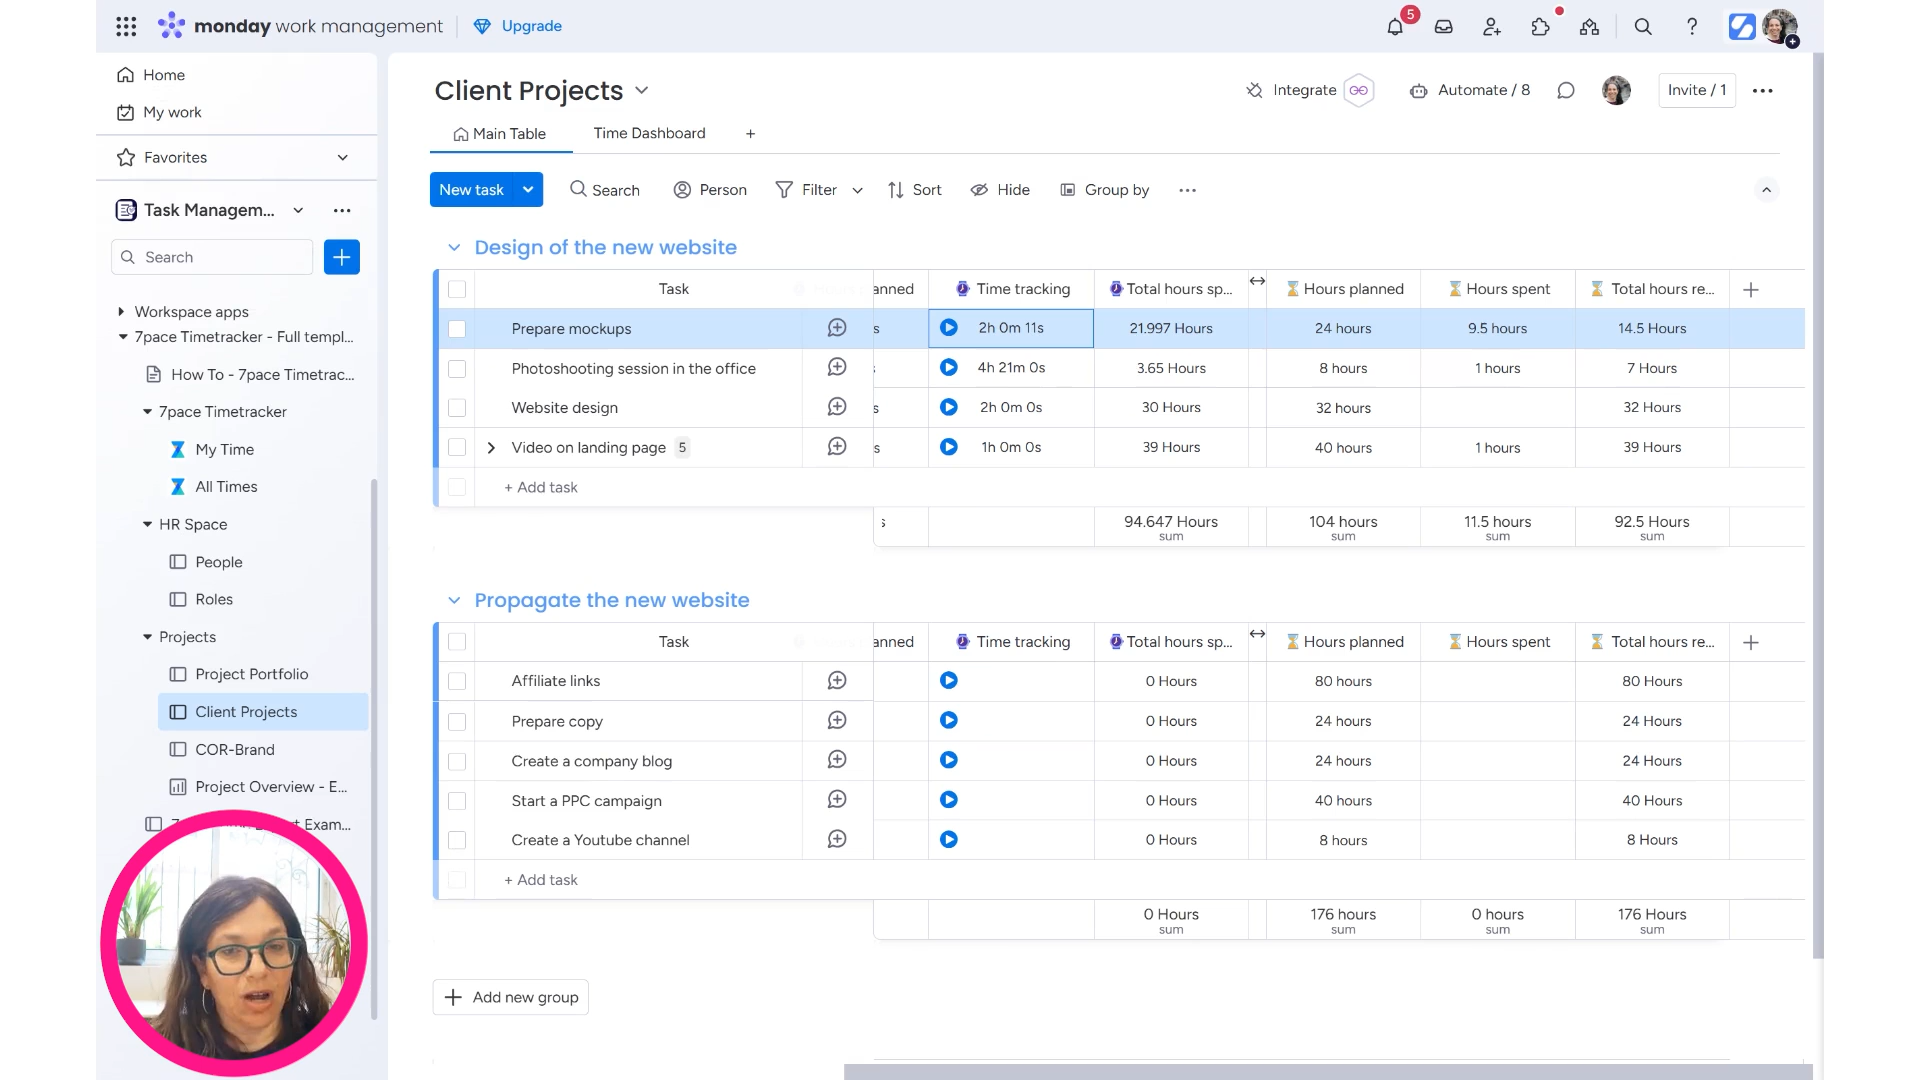 monday work management
Upgrade
5
Home
My work
Favorites
Task Managem...
Search
Workspace apps
7pace Timetracker - Full templ...
How To - 7pace Timetrac...
7pace Timetracker
My Time
All Times
HR Space
People
Roles
Projects
Project Portfolio
Client Projects
COR-Brand
Project Overview - E...
Exam...
Client Projects
Integrate
Automate / 8
Invite / 1
Main Table
Time Dashboard
New task
Search
Person
Filter
Sort
Hide
Group by
Design of the new website
Task anned Time tracking Total hours sp... Hours planned Hours spent Total hours re...
Prepare mockups s 2h 0m 11s 21.997 Hours 24 hours 9.5 hours 14.5 Hours
Photoshooting session in the office 4h 21m 0s 3.65 Hours 8 hours 1 hours 7 Hours
Website design s 2h 0m 0s 30 Hours 32 hours 32 Hours
Video on landing page 5 s 1h 0m 0s 39 Hours 40 hours 1 hours 39 Hours
+ Add task
s 94.647 Hours 104 hours 11.5 hours 92.5 Hours
sum sum sum sum
Propagate the new website
Task anned Time tracking Total hours sp... Hours planned Hours spent Total hours re...
Affiliate links 0 Hours 80 hours 80 Hours
Prepare copy 0 Hours 24 hours 24 Hours
Create a company blog 0 Hours 24 hours 24 Hours
Start a PPC campaign 0 Hours 40 hours 40 Hours
Create a Youtube channel 0 Hours 8 hours 8 Hours
+ Add task
0 Hours 176 hours 0 hours 176 Hours
sum sum sum sum
Add new group